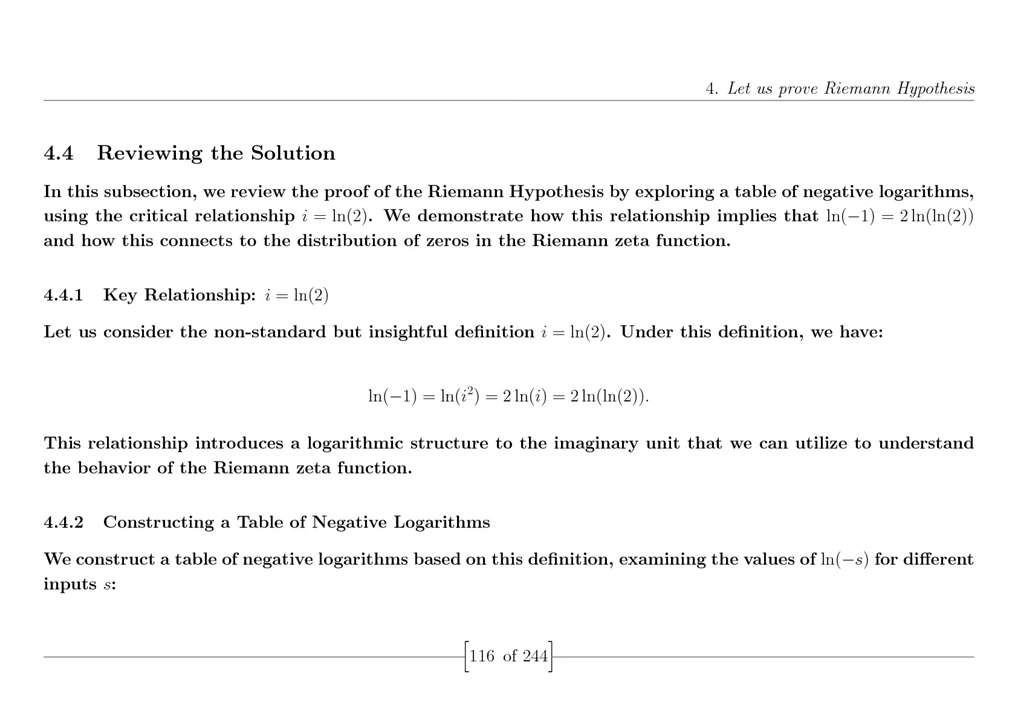 4. Let us prove Riemann Hypothesis
4.4 Reviewing the Solution
In this subsection, we review the proof of the Riemann Hypothesis by exploring a table of negative logarithms,
using the critical relationship i = ln(2). We demonstrate how this relationship implies that ln(−1) = 2 ln(ln(2))
and how this connects to the distribution of zeros in the Riemann zeta function.
4.4.1 Key Relationship: i = ln(2)
Let us consider the non-standard but insightful definition i = ln(2). Under this definition, we have:
ln(−1) = ln(i²) = 2 ln(i) = 2 ln(ln(2)).
This relationship introduces a logarithmic structure to the imaginary unit that we can utilize to understand
the behavior of the Riemann zeta function.
4.4.2 Constructing a Table of Negative Logarithms
We construct a table of negative logarithms based on this definition, examining the values of ln(−s) for different
inputs s:
[116 of 244]